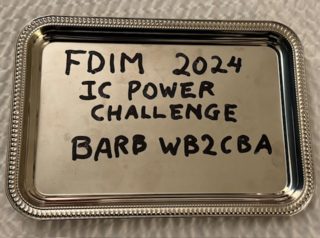 FDIM 2024
IC POWER
CHALLENGE
BARB WB2CBA